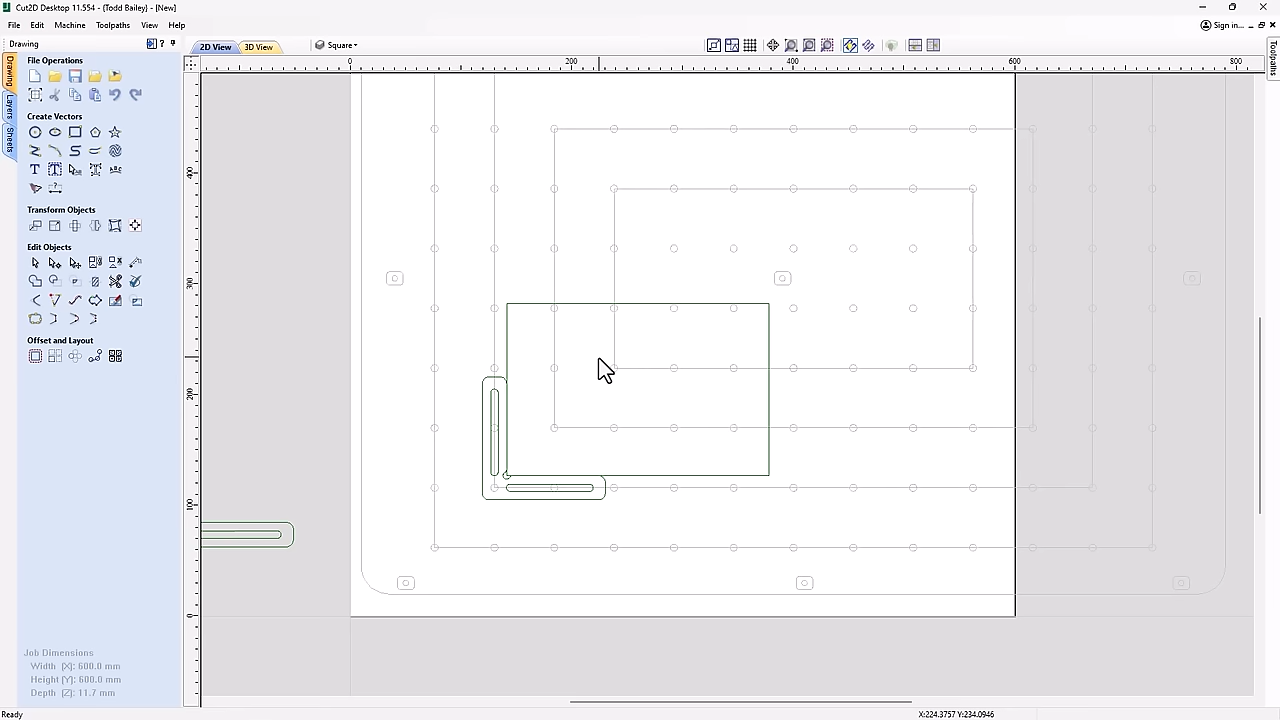 Cut2D Desktop 11.554 - {Todd Bailey} - [New]
File Edit Machine Toolpaths View Help
Sign in...
Drawing
2D View
3D View
Square
File Operations
Create Vectors
Transform Objects
Edit Objects
Offset and Layout
Drawing
Layers
Sheets
Toolpaths
0 200 400 600 800
400
300
200
100
0
Job Dimensions
Width (X): 600.0 mm
Height (Y): 600.0 mm
Depth (Z): 11.7 mm
Ready
X:224.3757 Y:234.0946